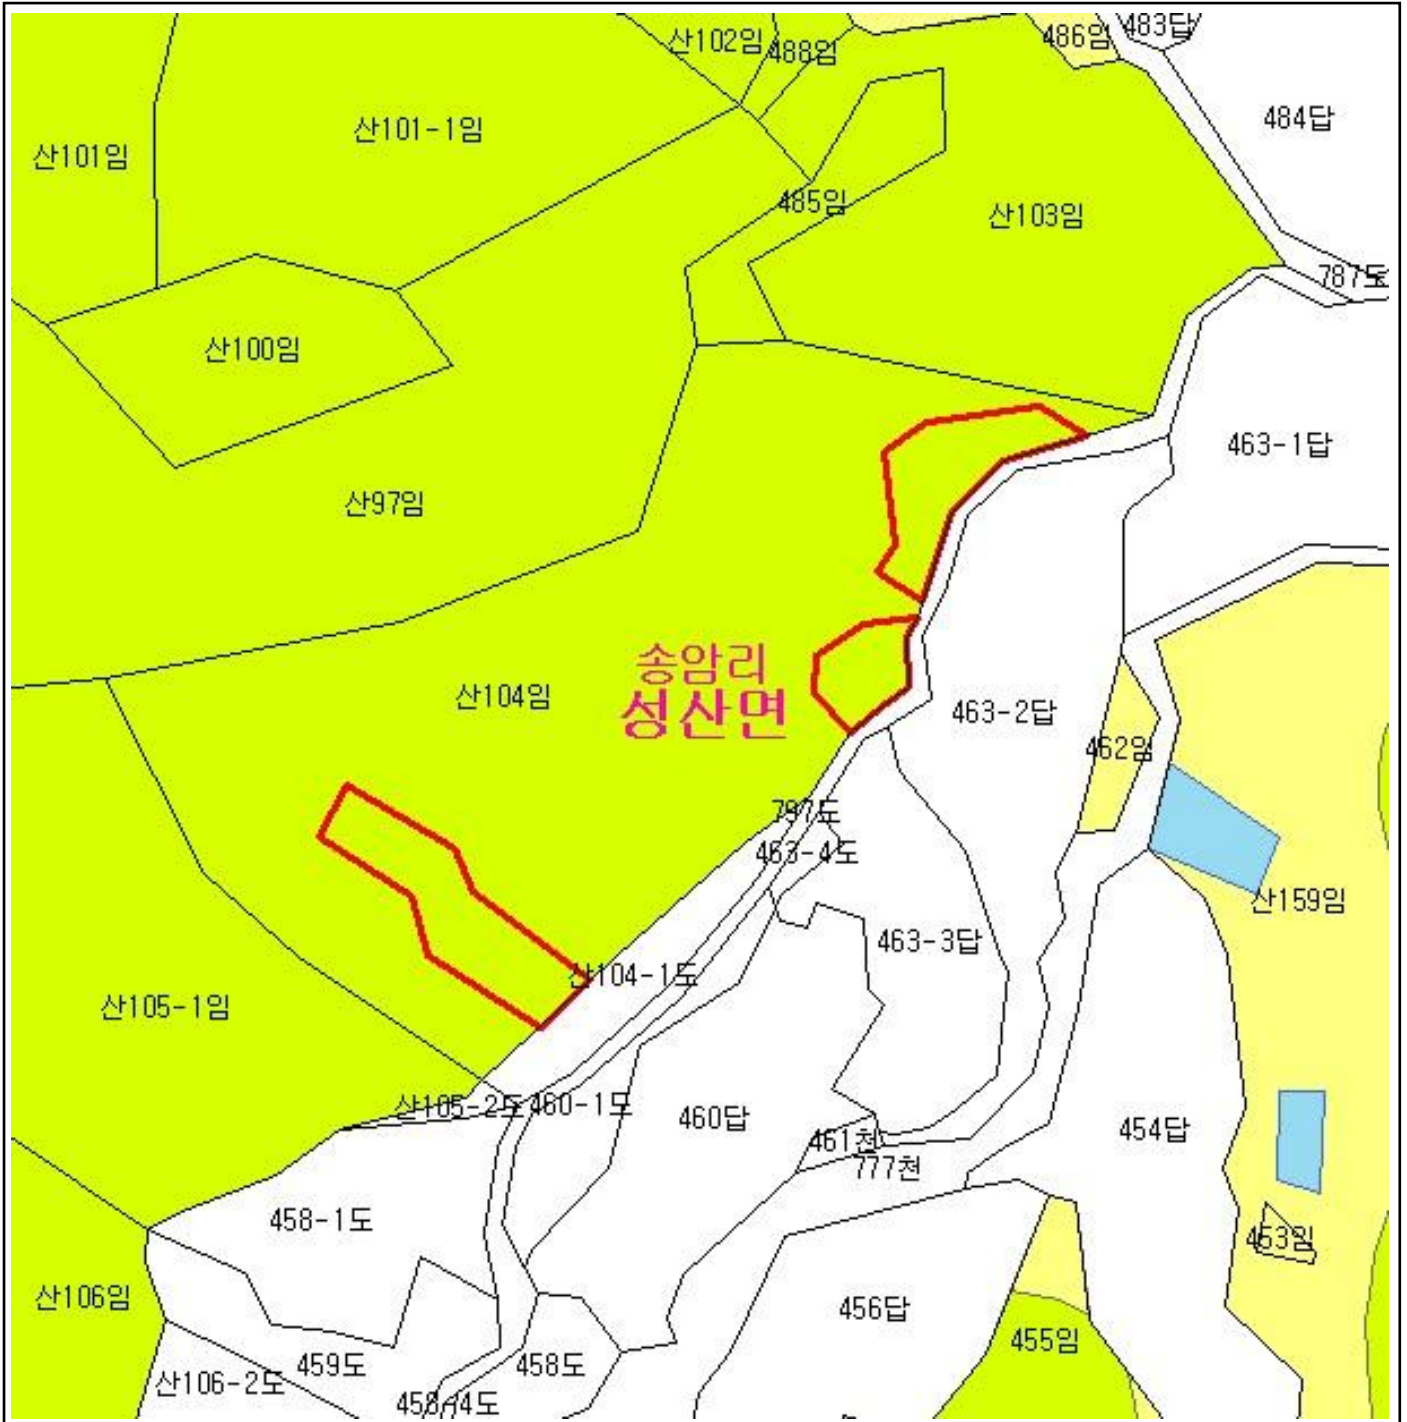 산102임
488임
486임
483답
484답
산101-1임
산101임
485임
산103임
787도
산100임
463-1답
산97임
송암리
성산면
산104임
463-2답
462임
797도
463-4도
산159임
463-3답
산104-1도
산105-1임
산105-2도
460-1도
460답
461천
777천
454답
458-1도
453임
산106임
456답
455임
459도
458도
산106-2도
458-4도